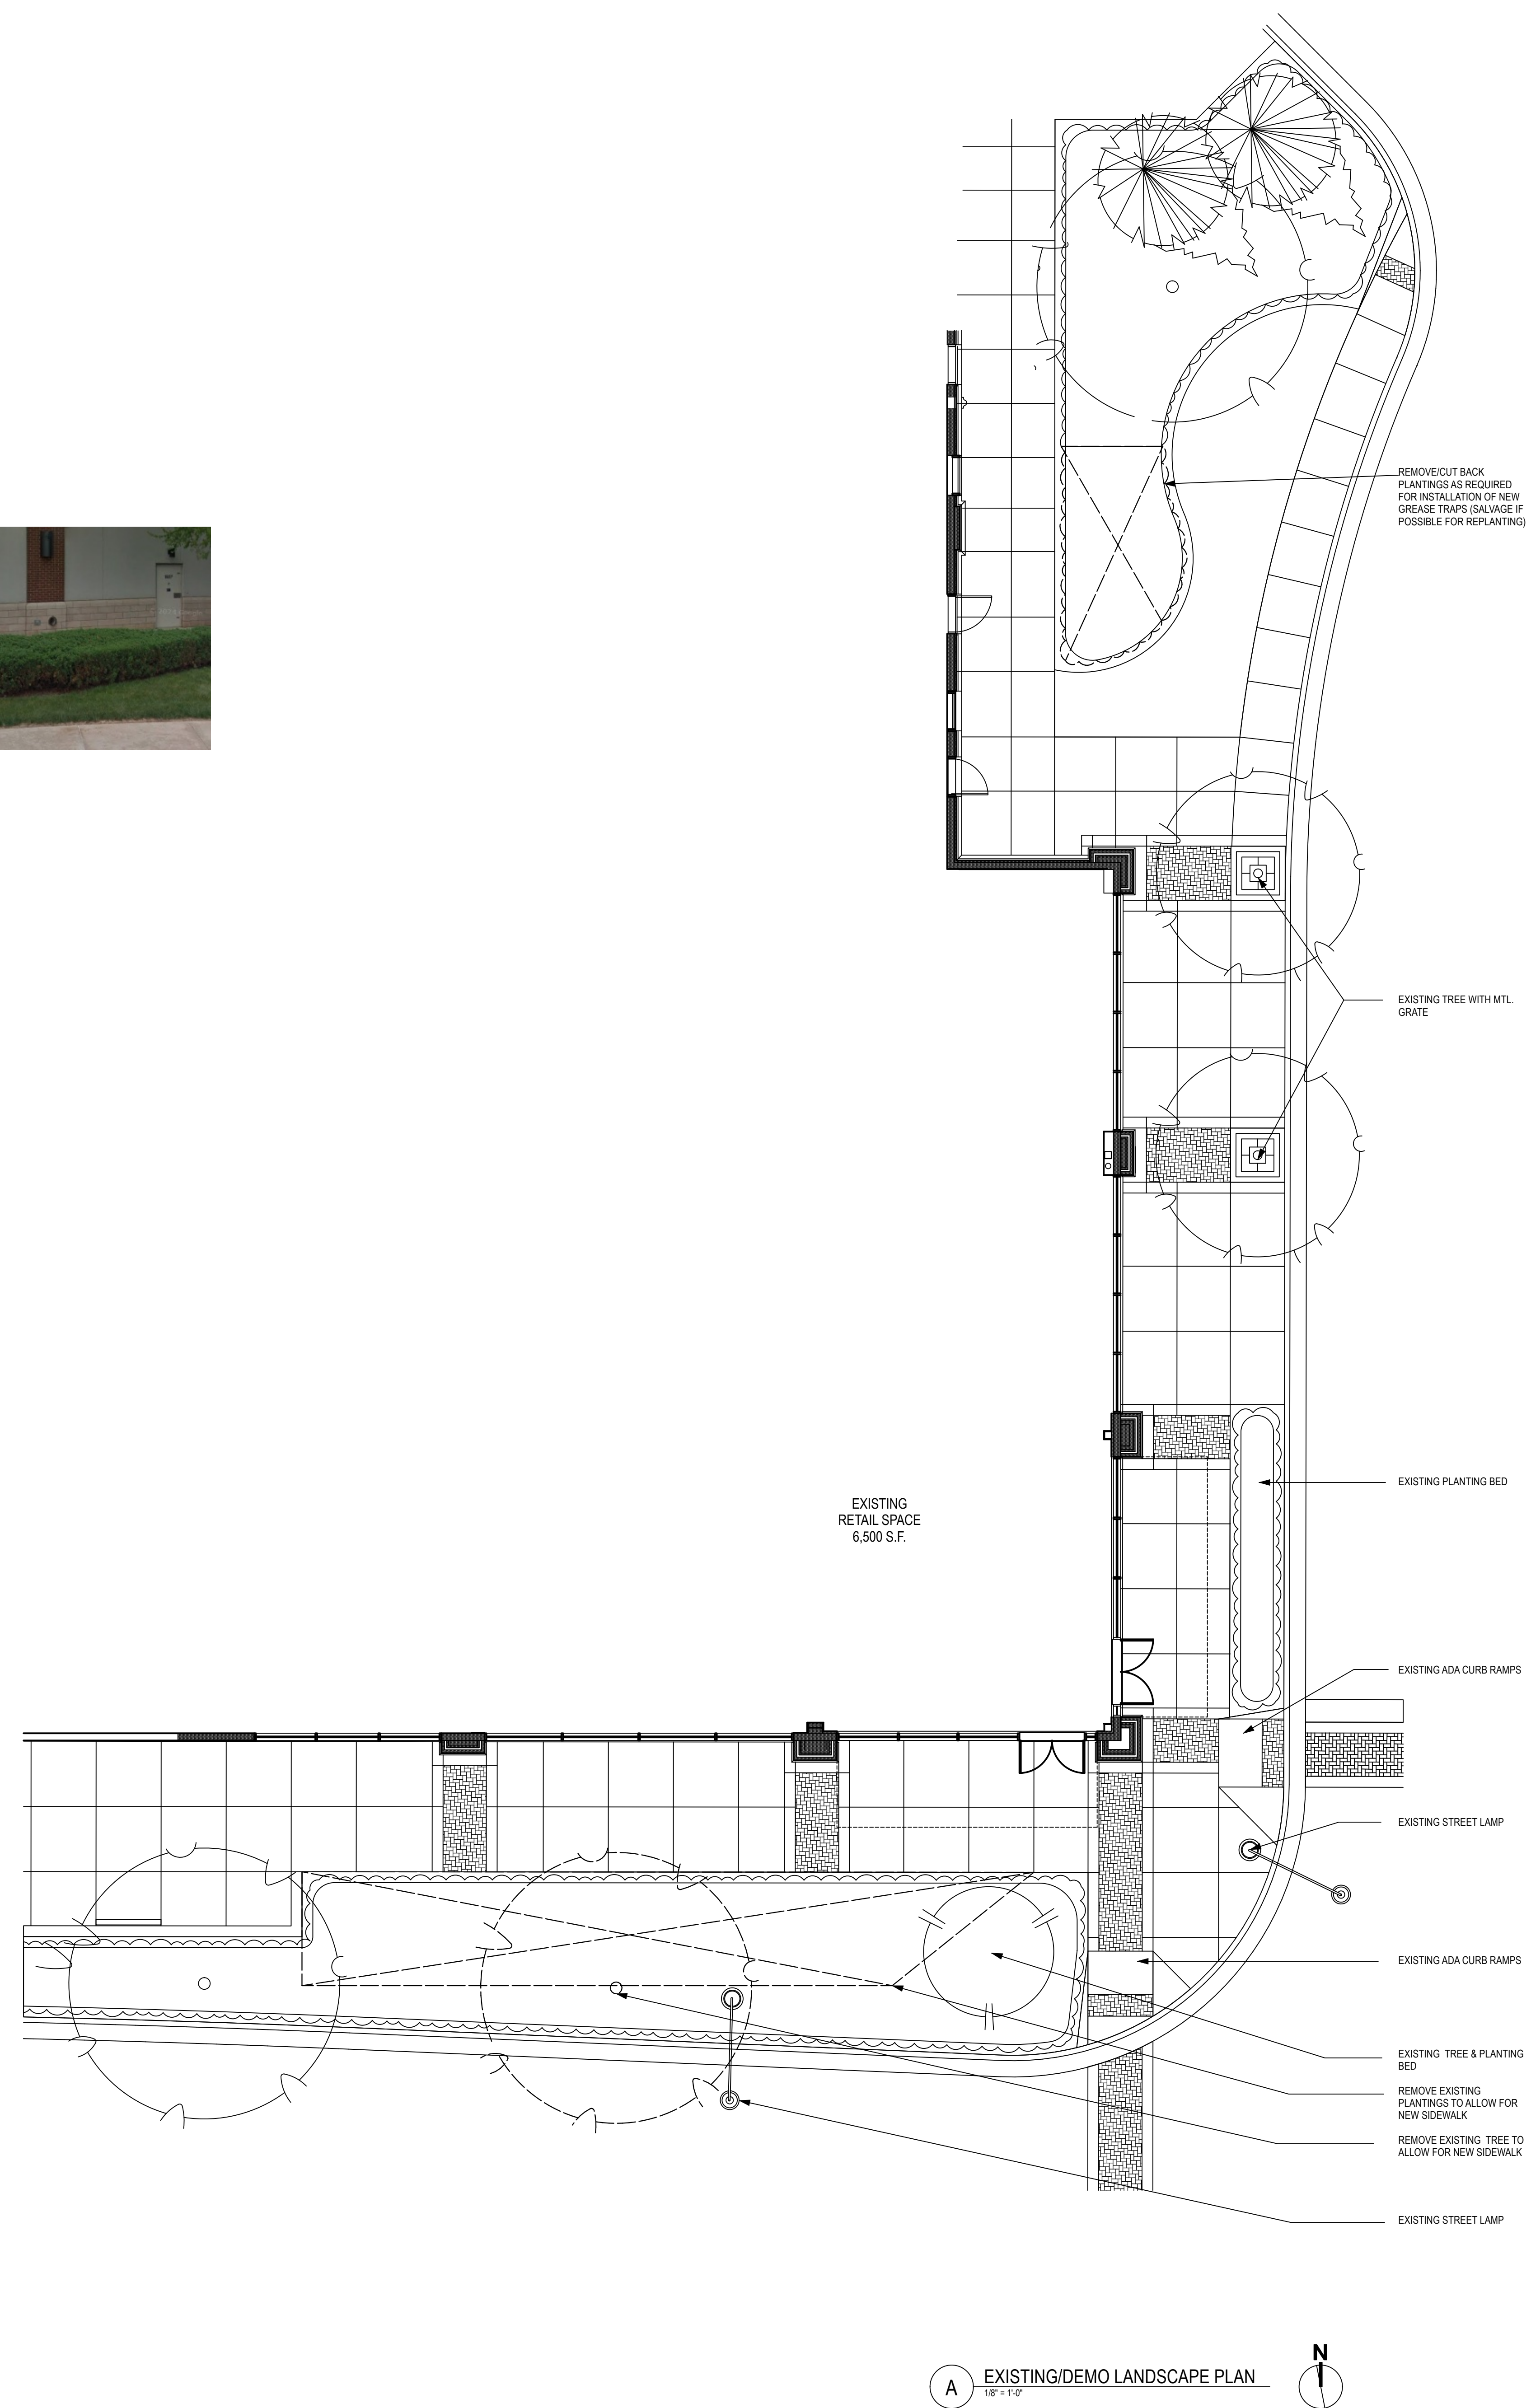 REMOVE/CUT BACK
PLANTINGS AS REQUIRED
FOR INSTALLATION OF NEW
GREASE TRAPS (SALVAGE IF
POSSIBLE FOR REPLANTING)
EXISTING TREE WITH MTL.
GRATE
EXISTING PLANTING BED
EXISTING
RETAIL SPACE
6,500 S.F.
EXISTING ADA CURB RAMPS
EXISTING STREET LAMP
EXISTING ADA CURB RAMPS
EXISTING TREE & PLANTING
BED
REMOVE EXISTING
PLANTINGS TO ALLOW FOR
NEW SIDEWALK
REMOVE EXISTING TREE TO
ALLOW FOR NEW SIDEWALK
EXISTING STREET LAMP
A
EXISTING/DEMO LANDSCAPE PLAN
1/8" = 1'-0"
N